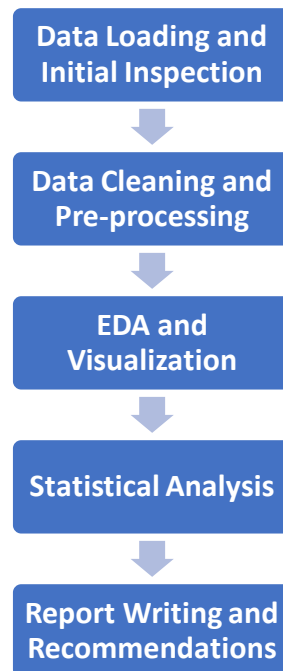 Data Loading and
Initial Inspection
Data Cleaning and
Pre-processing
EDA and
Visualization
Statistical Analysis
Report Writing and
Recommendations